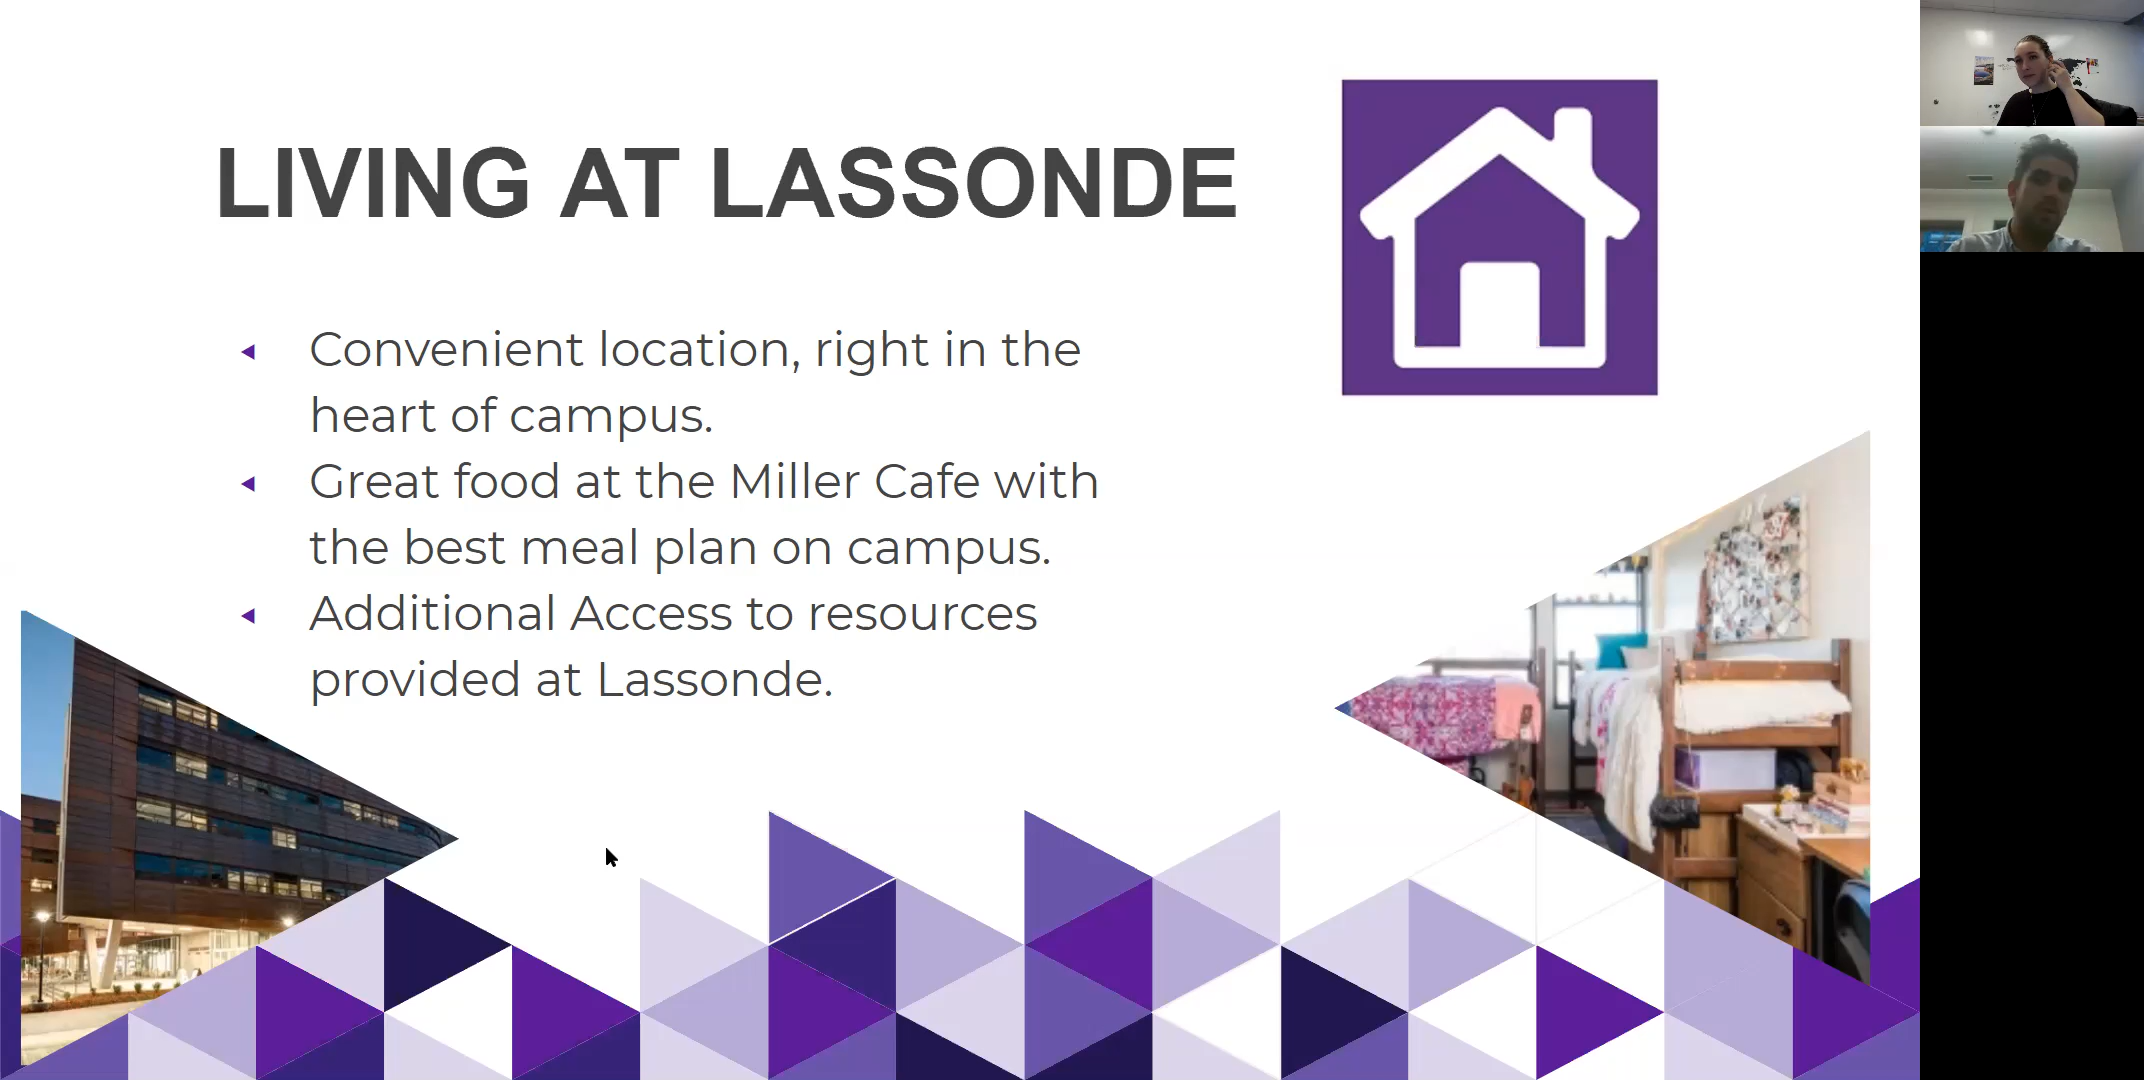 LIVING AT LASSONDE
Convenient location, right in the
heart of campus.
Great food at the Miller Cafe with
the best meal plan on campus.
Additional Access to resources
provided at Lassonde.